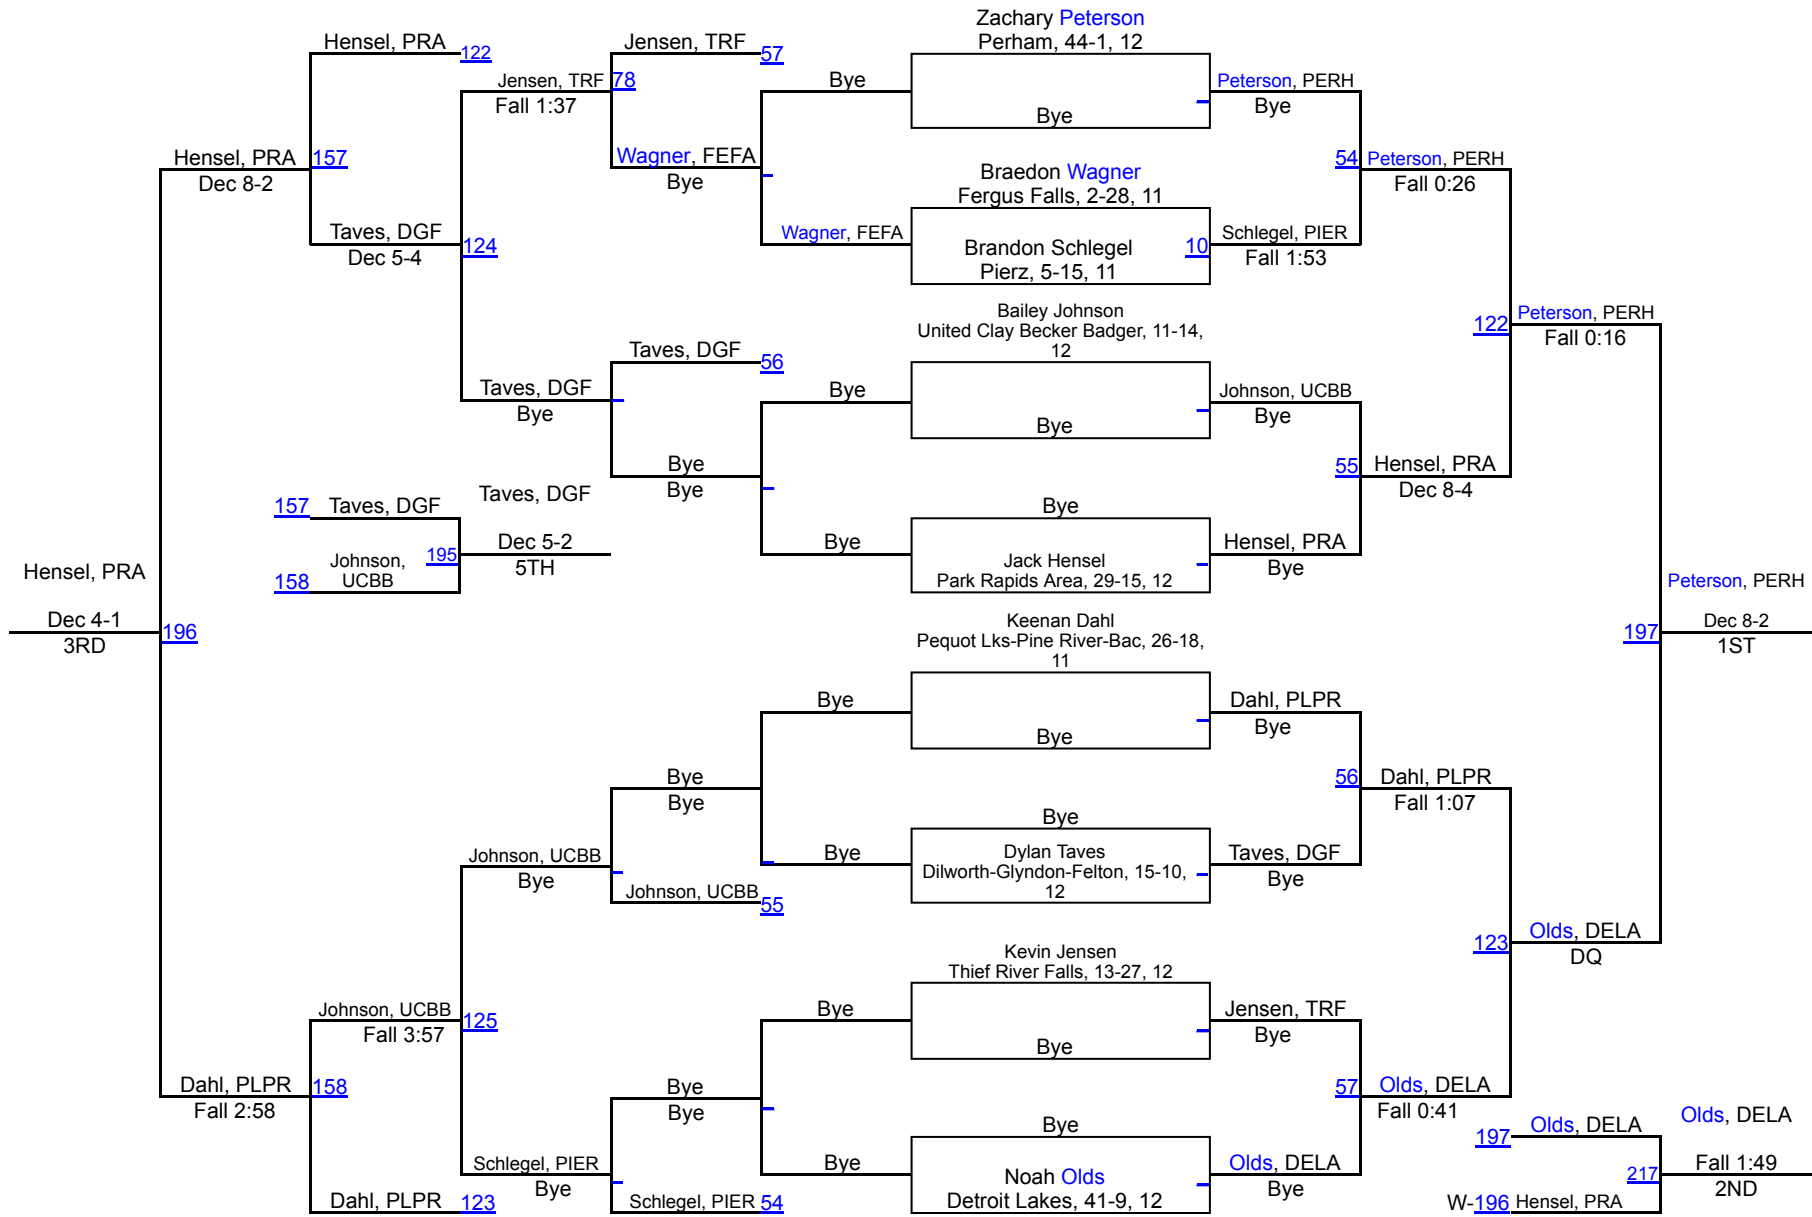 Zachary Peterson
Perham, 44-1, 12
Hensel, PRA
122
Jensen, TRF
57
Jensen, TRF
78
Fall 1:37
Bye
Bye
Peterson, PERH
Bye
Hensel, PRA
157
Dec 8-2
Wagner, FEFA
Bye
Braedon Wagner
Fergus Falls, 2-28, 11
54
Peterson, PERH
Fall 0:26
Taves, DGF
124
Dec 5-4
Wagner, FEFA
Brandon Schlegel
Pierz, 5-15, 11
10
Schlegel, PIER
Fall 1:53
Bailey Johnson
United Clay Becker Badger, 11-14,
12
122
Peterson, PERH
Fall 0:16
Taves, DGF
56
Taves, DGF
Bye
Bye
Bye
Johnson, UCBB
Bye
Bye
Bye
55
Hensel, PRA
Dec 8-4
157
Taves, DGF
Taves, DGF
Bye
Johnson,
UCBB
158
195
Dec 5-2
5TH
Bye
Jack Hensel
Park Rapids Area, 29-15, 12
Hensel, PRA
Bye
Hensel, PRA
Dec 4-1
3RD
196
Keenan Dahl
Pequot Lks-Pine River-Bac, 26-18,
11
Peterson, PERH
197
Dec 8-2
1ST
Bye
Bye
Dahl, PLPR
Bye
Bye
Bye
56
Dahl, PLPR
Fall 1:07
Bye
Johnson, UCBB
Bye
Bye
Dylan Taves
Dilworth-Glyndon-Felton, 15-10,
12
Taves, DGF
Bye
Johnson, UCBB
55
123
Olds, DELA
DQ
Kevin Jensen
Thief River Falls, 13-27, 12
Johnson, UCBB
125
Fall 3:57
Bye
Bye
Jensen, TRF
Bye
Dahl, PLPR
158
Fall 2:58
Bye
Bye
57
Olds, DELA
Fall 0:41
Bye
197
Olds, DELA
Olds, DELA
Schlegel, PIER
Bye
Bye
Noah Olds
Detroit Lakes, 41-9, 12
Olds, DELA
Bye
217
Fall 1:49
2ND
Dahl, PLPR
123
Schlegel, PIER
54
W-196
Hensel, PRA